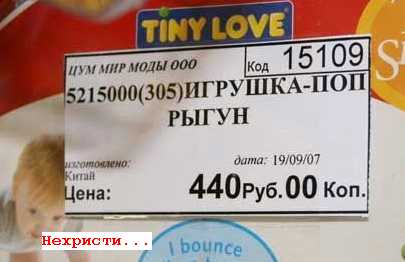 TINY LOVE
ЦУМ МИР МОДЫ ООО Код 15109
5215000(305)ИГРУШКА-ПОП
РЫГУН
изготовлено: дата: 19/09/07
Китай
Цена: 440Руб.00 Коп.
Нехристи...
I bounce